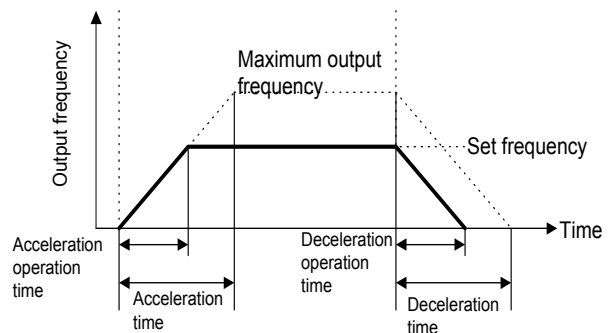 Output frequency
Maximum output
frequency
Set frequency
Time
Acceleration
operation
time
Deceleration
operation
time
Acceleration
time
Deceleration
time